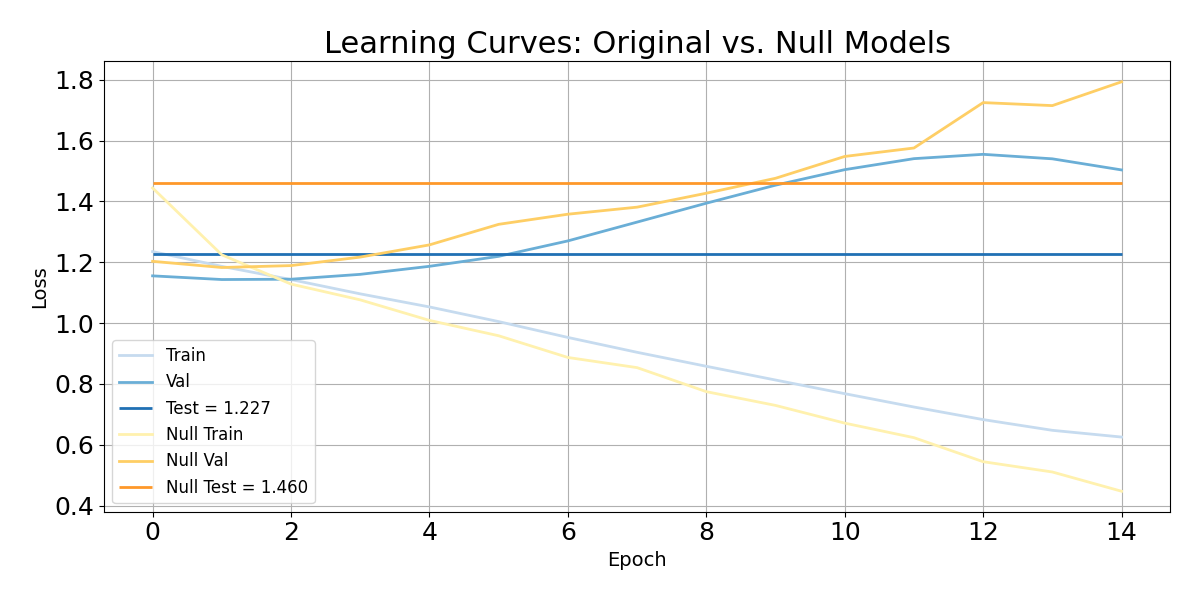 Learning Curves: Original vs. Null Models
1.8
1.6
1.4
1.2
1.0
0.8
0.6
0.4
Loss
Train
Val
Test = 1.227
Null Train
Null Val
Null Test = 1.460
0 2 4 6 8 10 12 14
Epoch